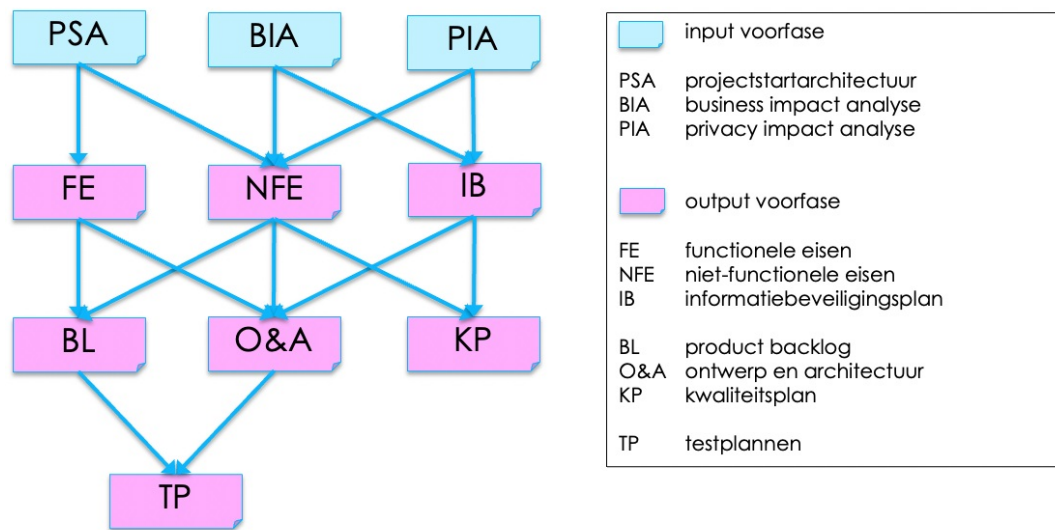 PSA
BIA
PIA
FE
NFE
IB
BL
O&A
KP
TP
input voorfase
PSA projectstartarchitectuur
BIA business impact analyse
PIA privacy impact analyse
output voorfase
FE functionele eisen
NFE niet-functionele eisen
IB informatiebeveiligingsplan
BL product backlog
O&A ontwerp en architectuur
KP kwaliteitsplan
TP testplannen